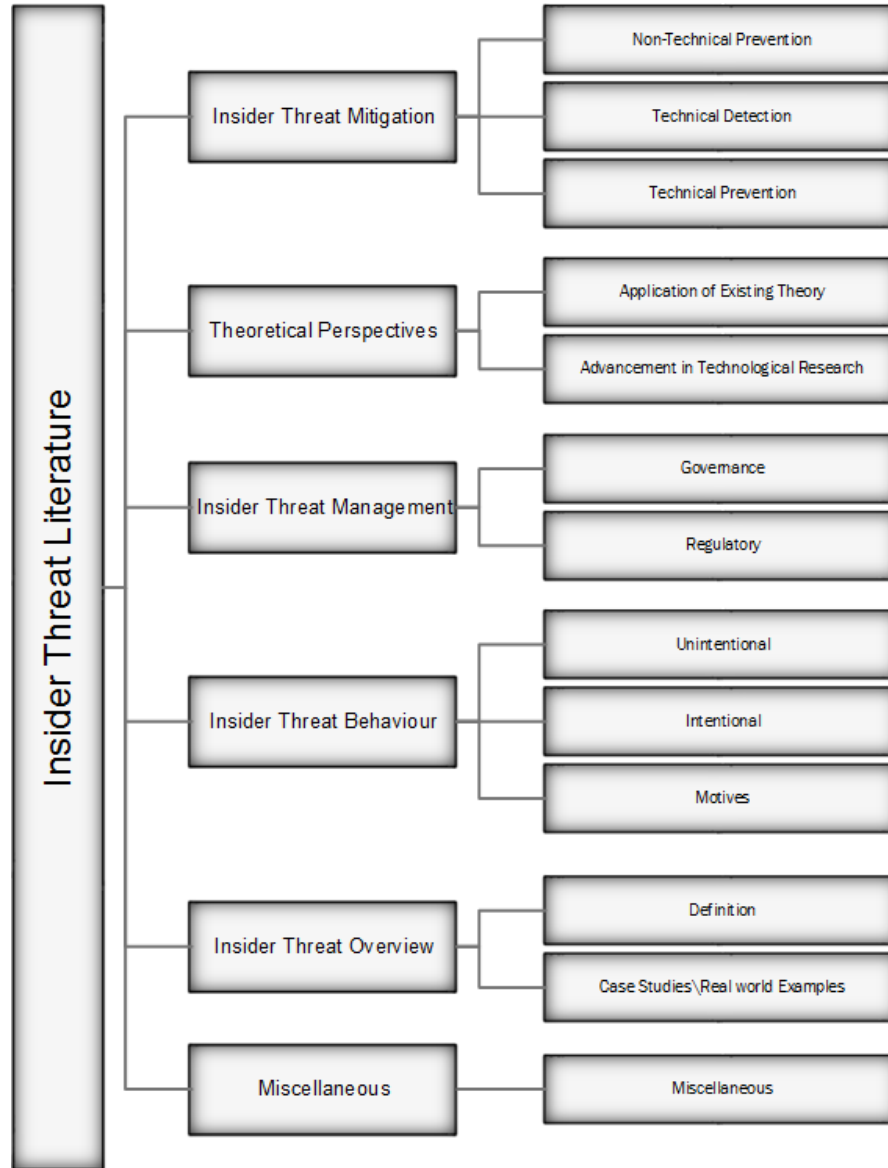 Insider Threat Literature
Insider Threat Mitigation
Non-Technical Prevention
Technical Detection
Technical Prevention
Theoretical Perspectives
Application of Existing Theory
Advancement in Technological Research
Insider Threat Management
Governance
Regulatory
Insider Threat Behaviour
Unintentional
Intentional
Motives
Insider Threat Overview
Definition
Case Studies\Real world Examples
Miscellaneous
Miscellaneous